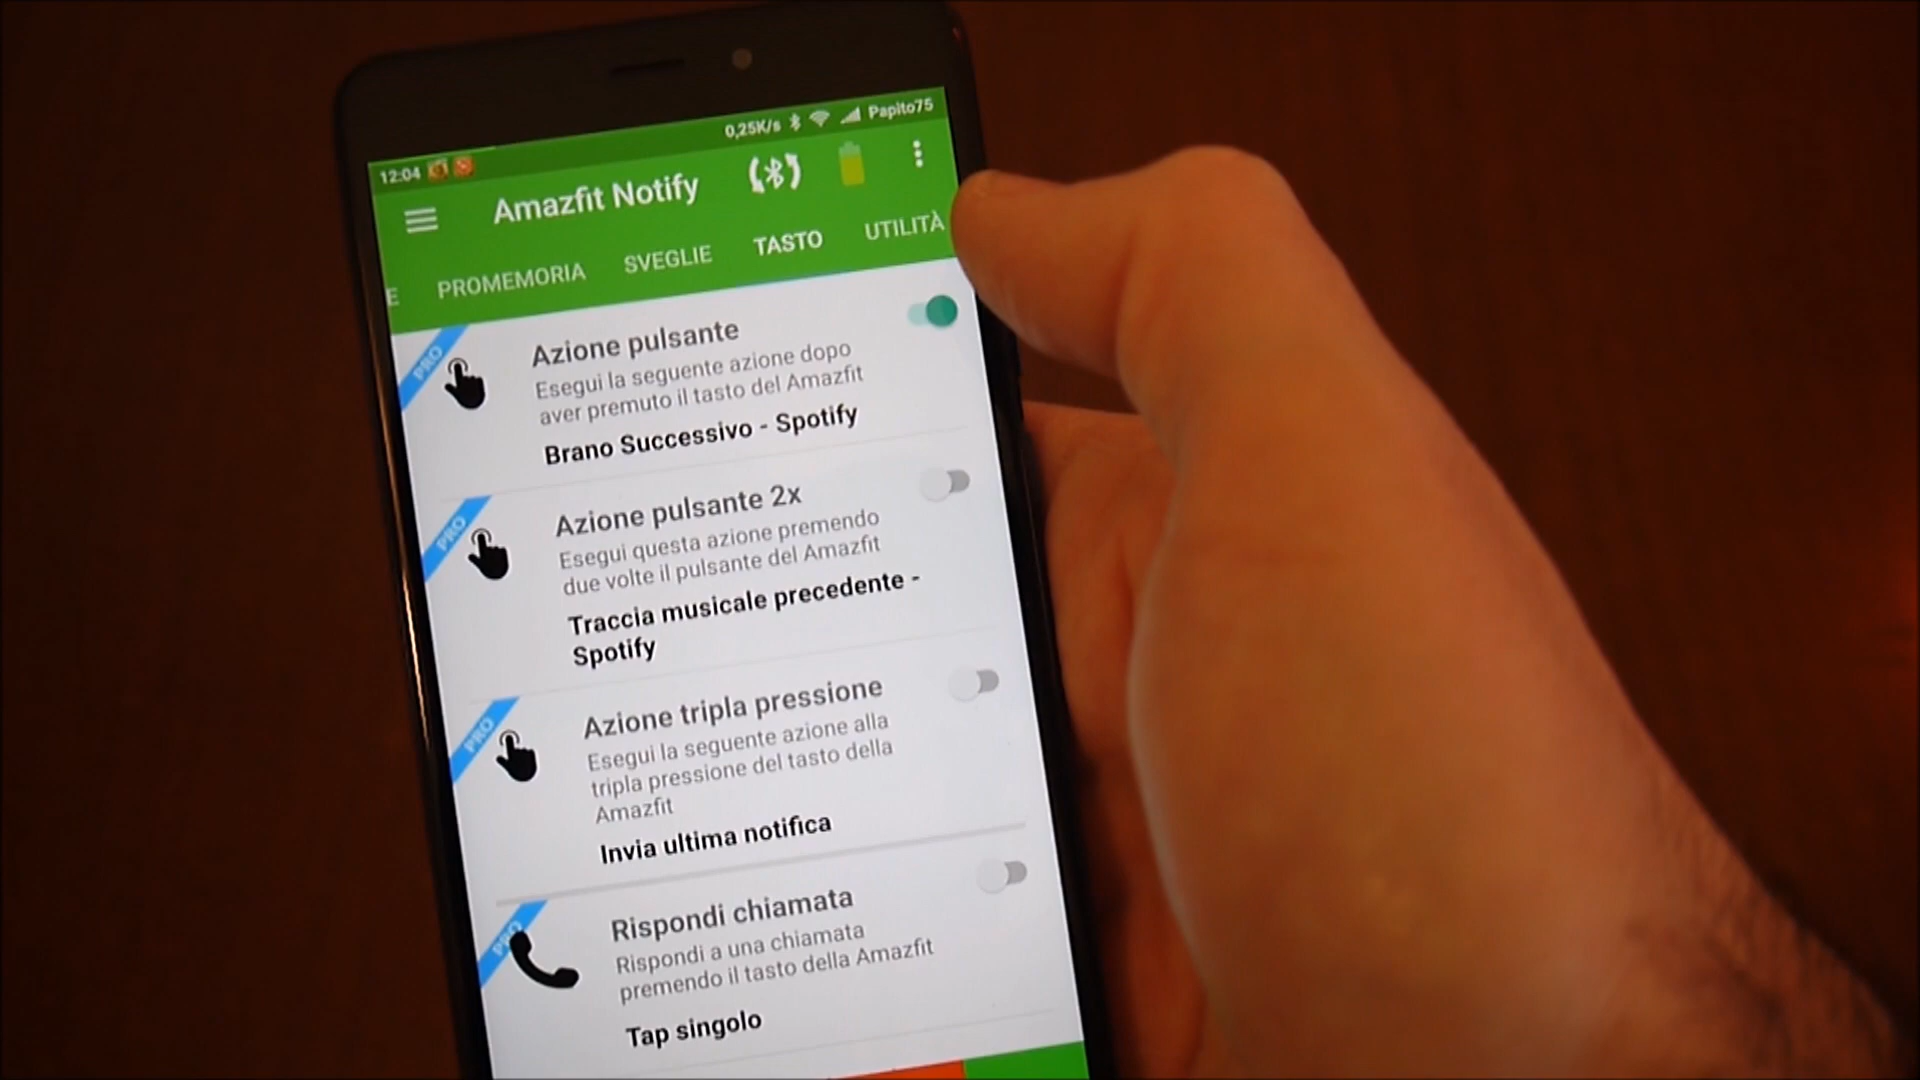 12:04 0,25K/s Papito75
Amazfit Notify
E PROMEMORIA SVEGLIE TASTO UTILITÀ
PRO
Azione pulsante
Esegui la seguente azione dopo
aver premuto il tasto del Amazfit
Brano Successivo - Spotify
PRO
Azione pulsante 2x
Esegui questa azione premendo
due volte il pulsante del Amazfit
Traccia musicale precedente -
Spotify
PRO
Azione tripla pressione
Esegui la seguente azione alla
tripla pressione del tasto della
Amazfit
Invia ultima notifica
PRO
Rispondi chiamata
Rispondi a una chiamata
premendo il tasto della Amazfit
Tap singolo